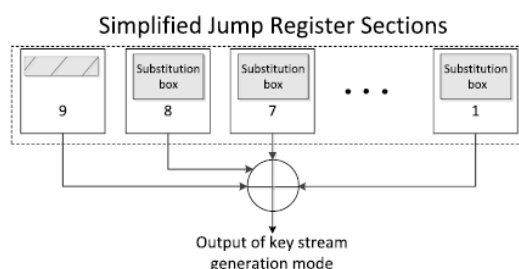 Simplified Jump Register Sections
Substitution
box
Substitution
box
Substitution
box
9
8
7
1
Output of key stream
generation mode